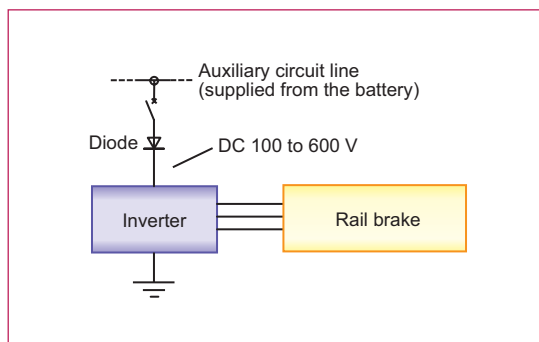 Auxiliary circuit line
(supplied from the battery)
Diode
DC 100 to 600 V
Inverter
Rail brake